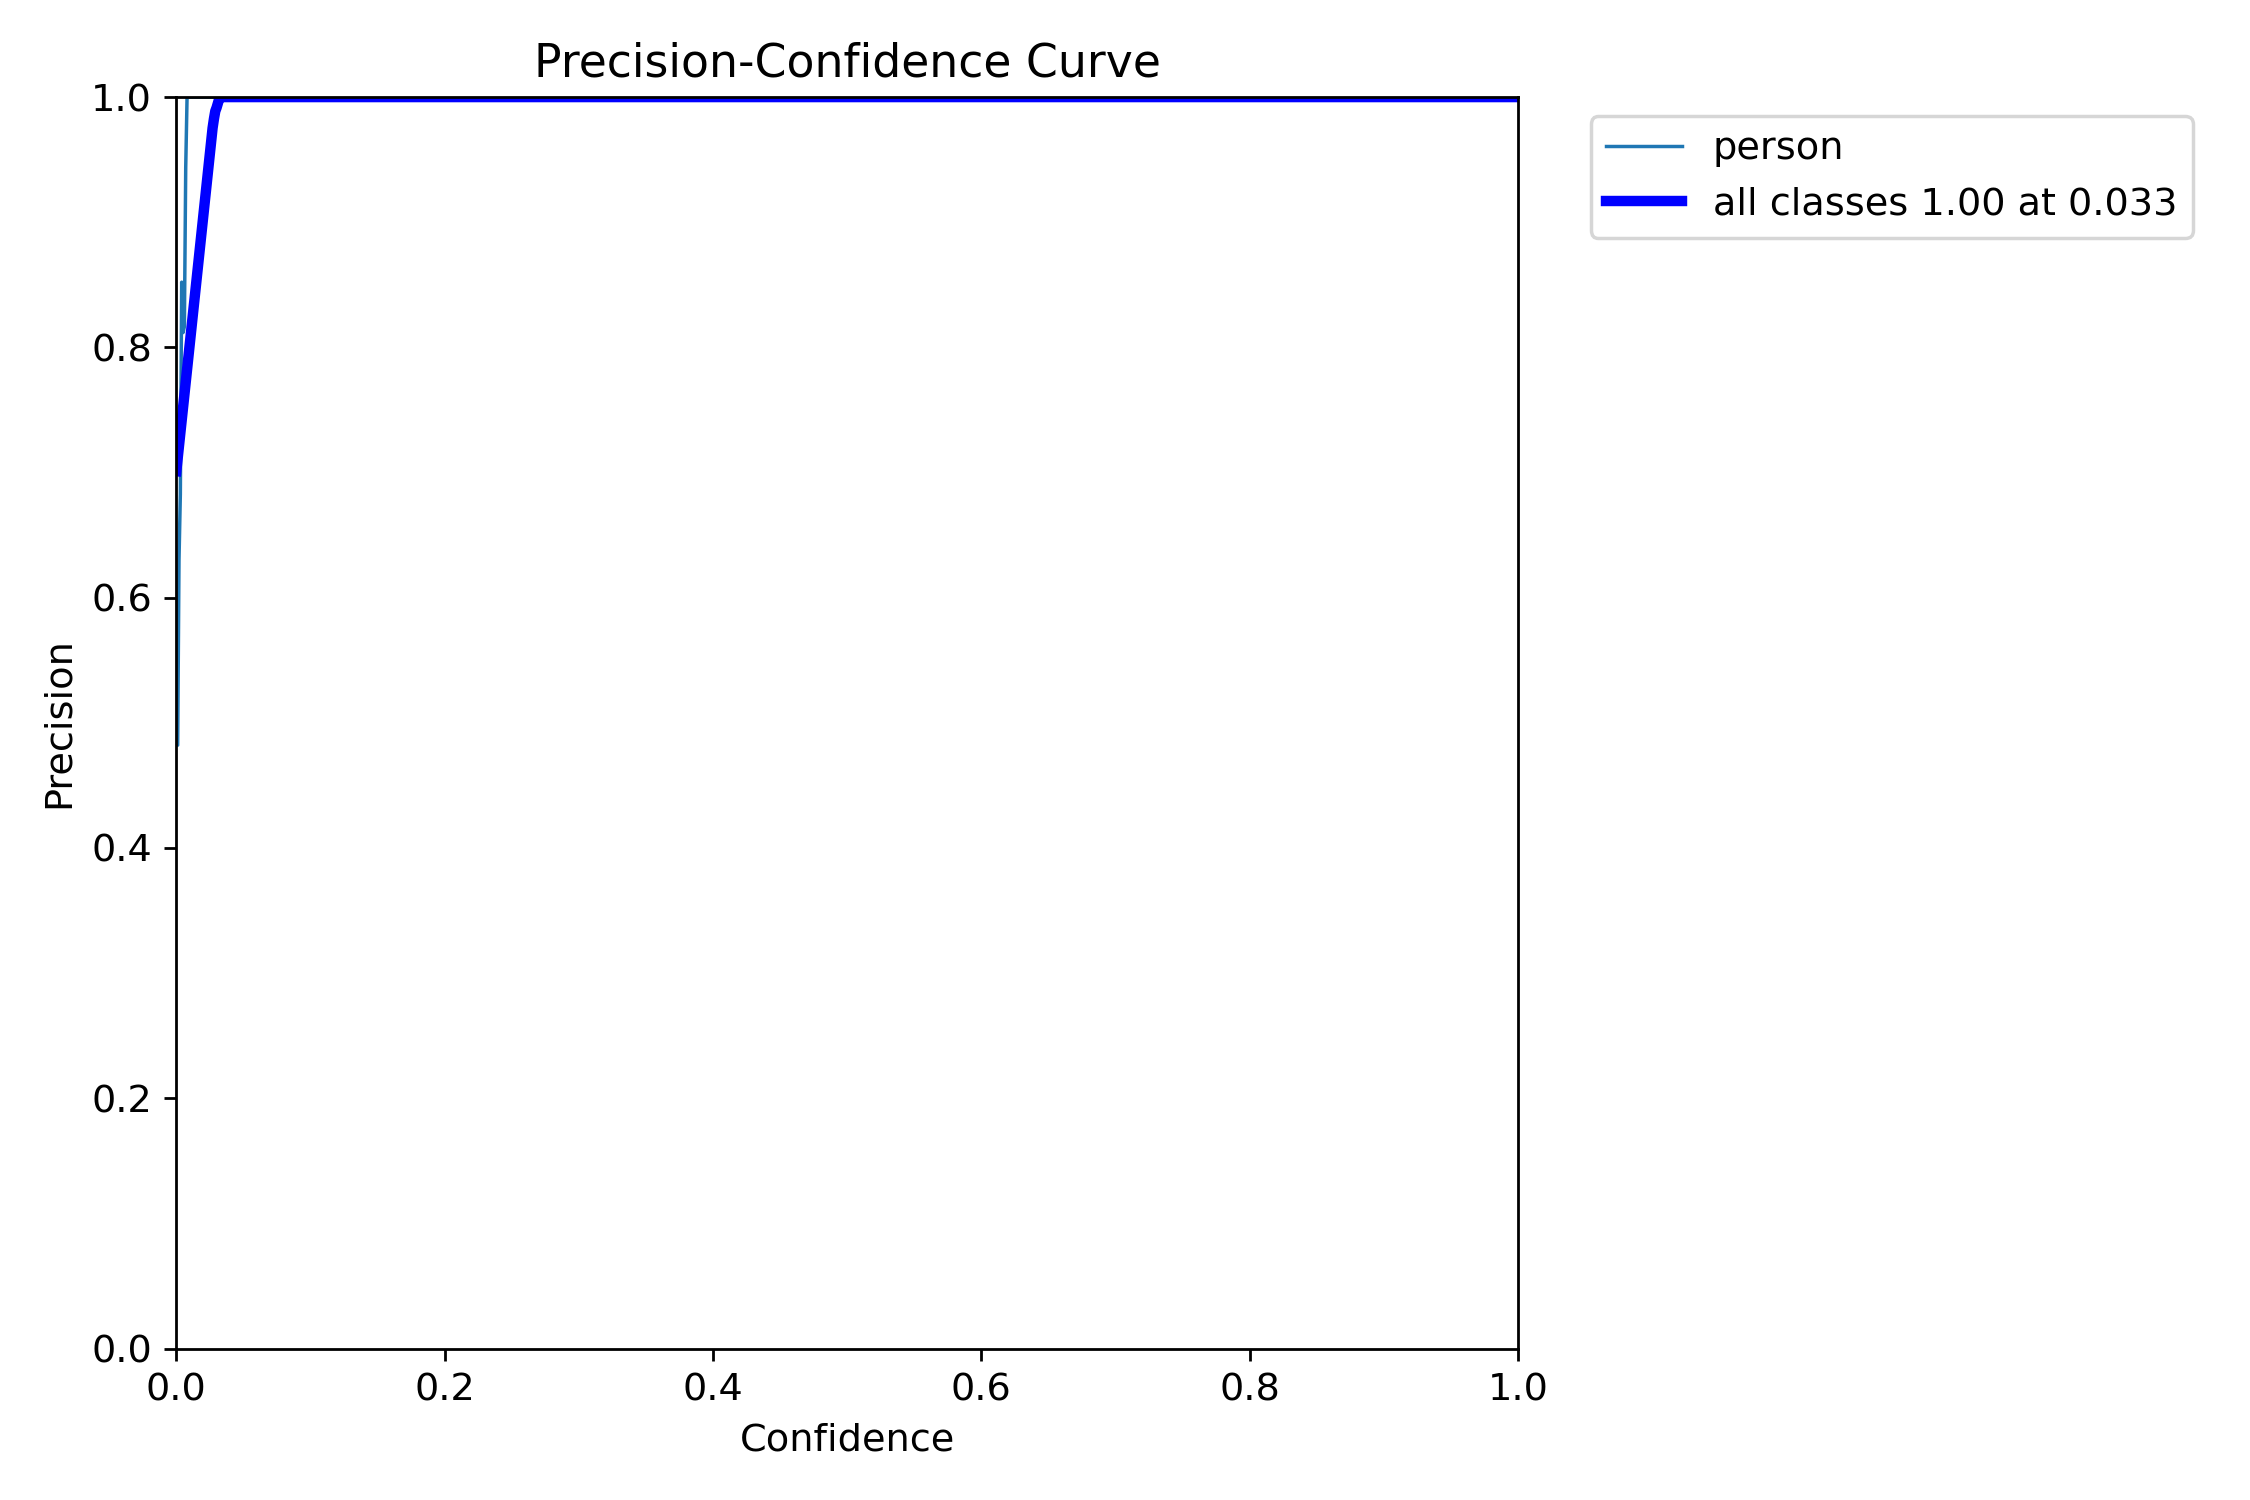 Precision-Confidence Curve
1.0
0.8
0.6
0.4
0.2
0.0
Precision
0.0 0.2 0.4 0.6 0.8 1.0
Confidence
person
all classes 1.00 at 0.033